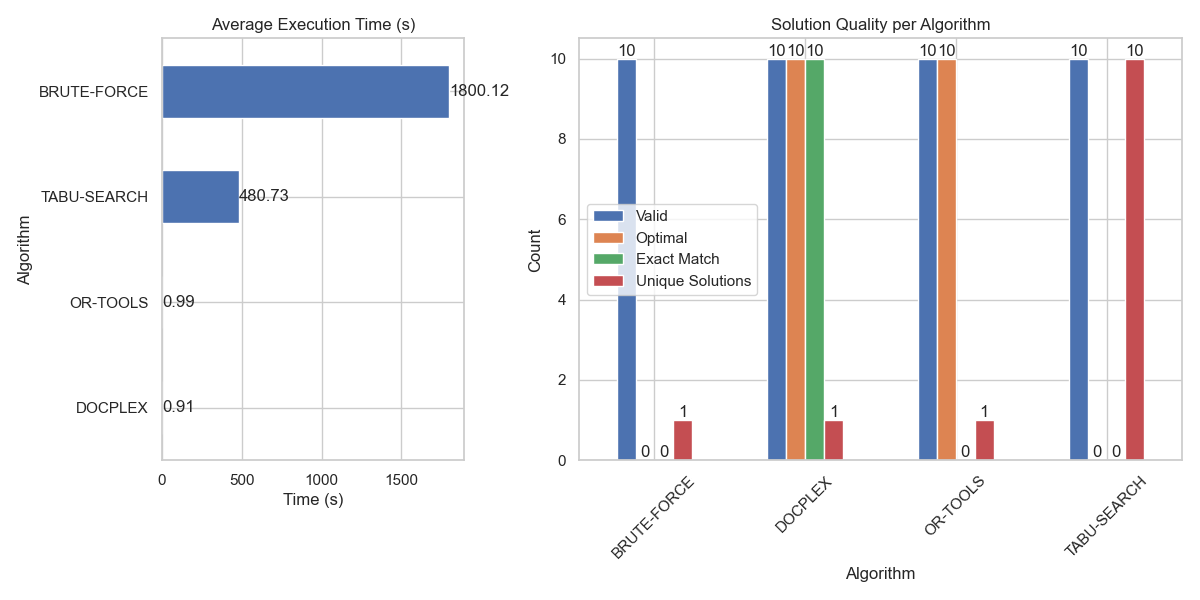 Average Execution Time (s)
BRUTE-FORCE
1800.12
TABU-SEARCH
480.73
OR-TOOLS
0.99
DOCPLEX
0.91
Algorithm
0 500 1000 1500
Time (s)
Solution Quality per Algorithm
10
8
6
4
2
0
Count
10 0 0 1
10 10 10 1
10 10 0 1
10 0 0 10
Valid
Optimal
Exact Match
Unique Solutions
BRUTE-FORCE
DOCPLEX
OR-TOOLS
TABU-SEARCH
Algorithm